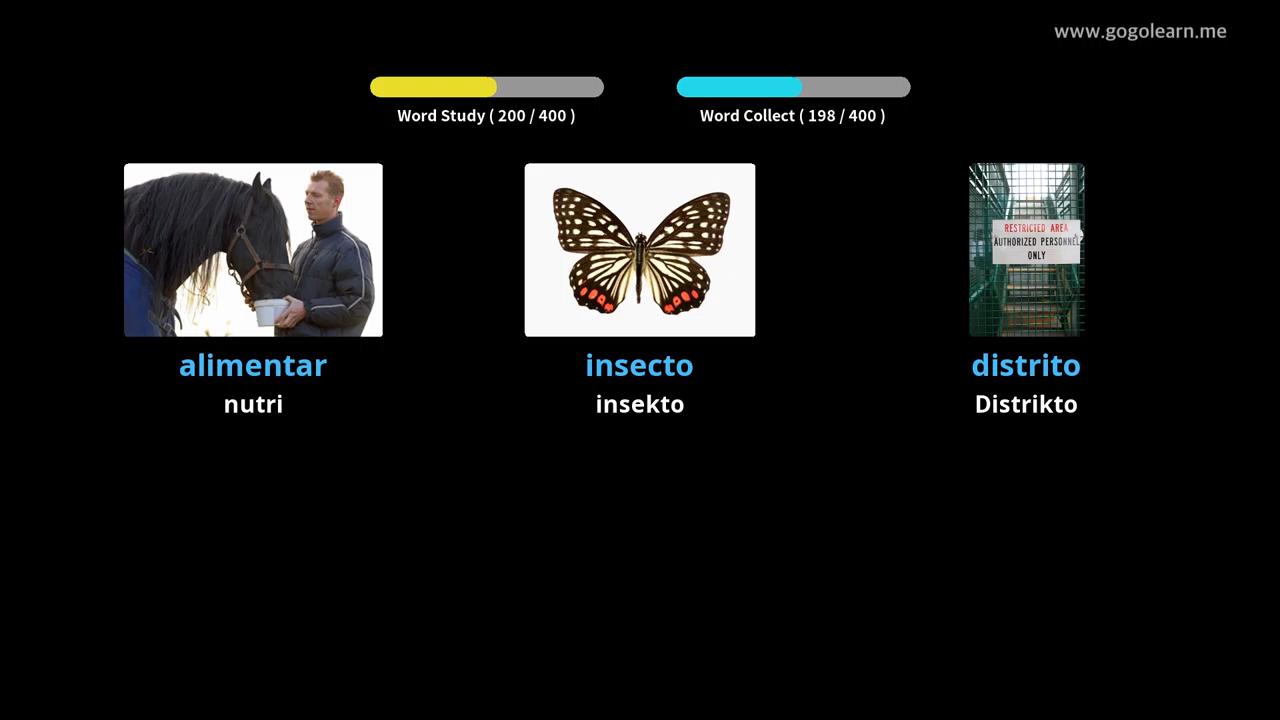 www.gogolearn.me
Word Study ( 200 / 400 )
Word Collect ( 198 / 400 )
RESTRICTED AREA
AUTHORIZED PERSONNEL
ONLY
alimentar
insecto
distrito
nutri
insekto
Distrikto